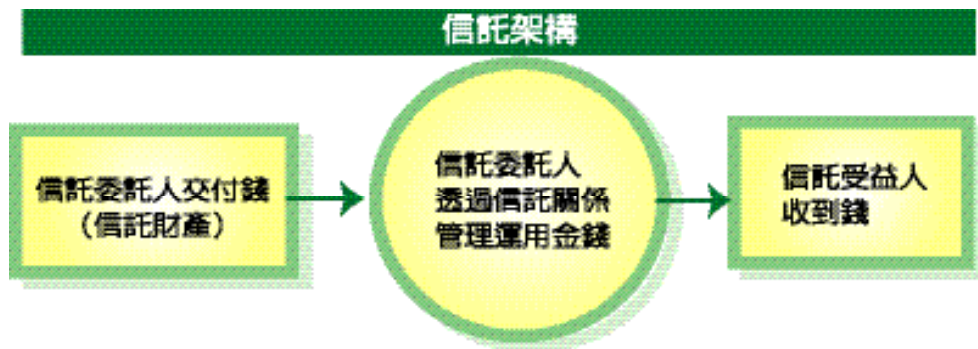 信託架構
信託委託人交付錢
（信託財產）
信託委託人
透過信託關係
管理運用金錢
信託受益人
收到錢